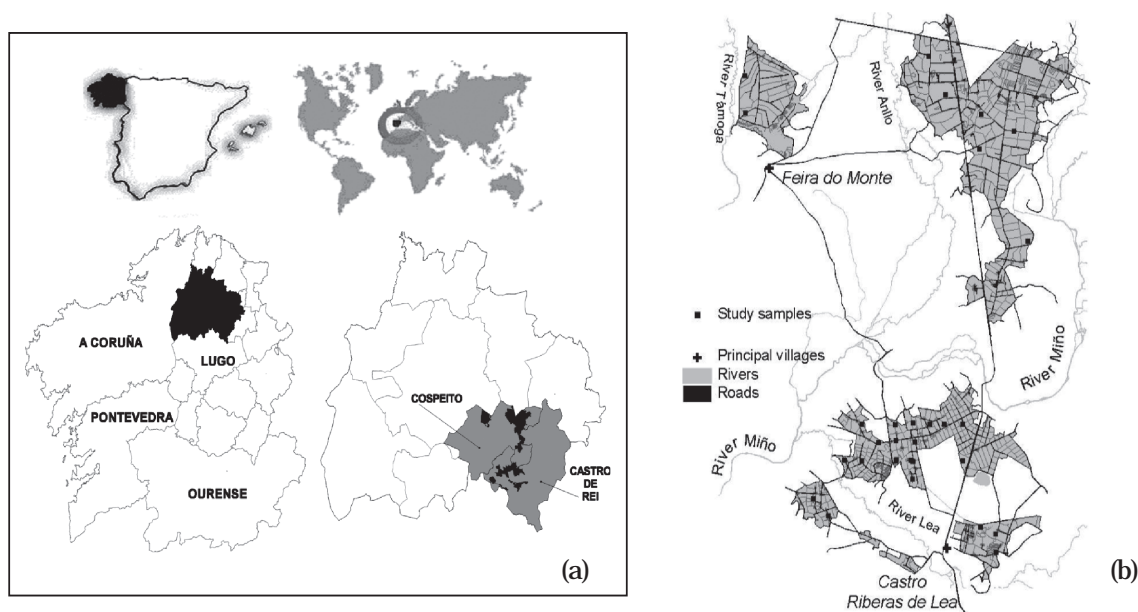 A CORUÑA
LUGO
PONTEVEDRA
OURENSE
COSPEITO
CASTRO
DE
REI
(a)
River Támoga
River Anllo
Feira do Monte
Study samples
Principal villages
Rivers
Roads
River Miño
River Miño
River Lea
Castro
Riberas de Lea
(b)